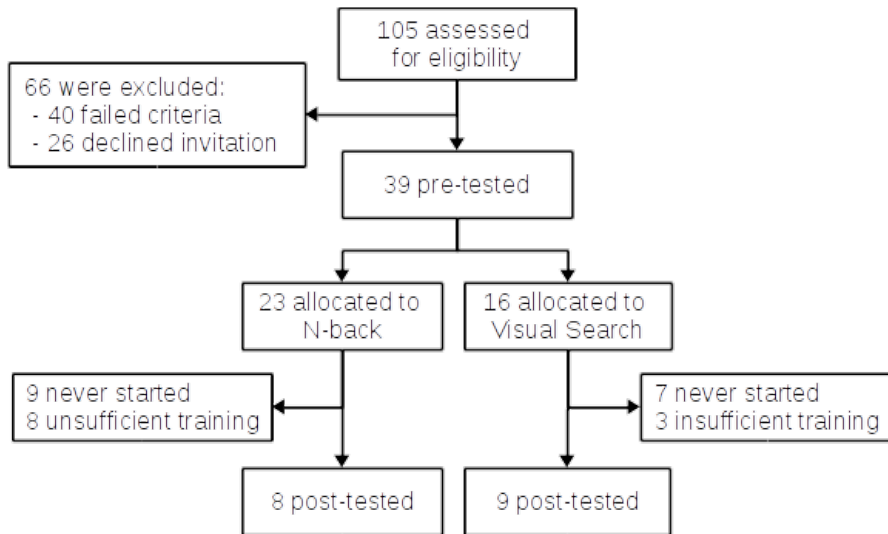 105 assessed
for eligibility
66 were excluded:
- 40 failed criteria
- 26 declined invitation
39 pre-tested
23 allocated to
N-back
16 allocated to
Visual Search
9 never started
8 unsufficient training
7 never started
3 insufficient training
8 post-tested
9 post-tested